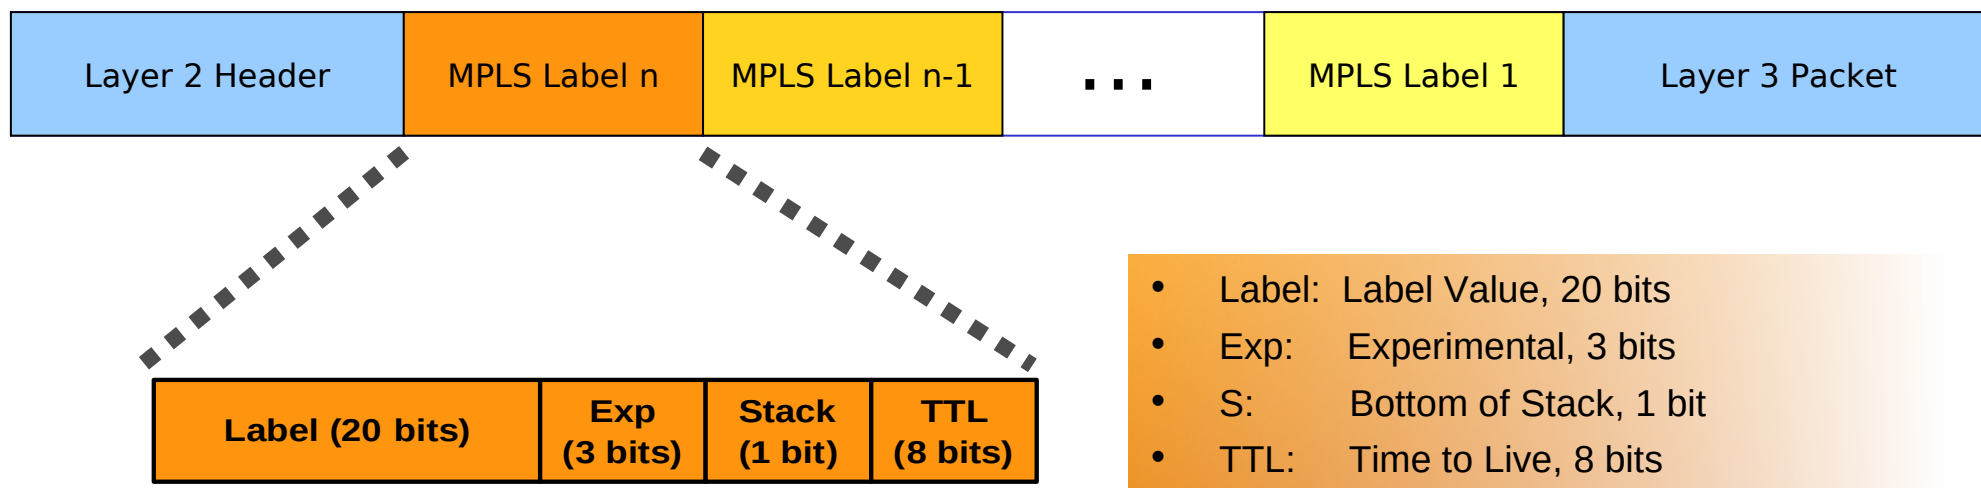 Layer 2 Header MPLS Label n MPLS Label n-1 ... MPLS Label 1 Layer 3 Packet
Label (20 bits) Exp (3 bits) Stack (1 bit) TTL (8 bits)
• Label: Label Value, 20 bits
• Exp: Experimental, 3 bits
• S: Bottom of Stack, 1 bit
• TTL: Time to Live, 8 bits